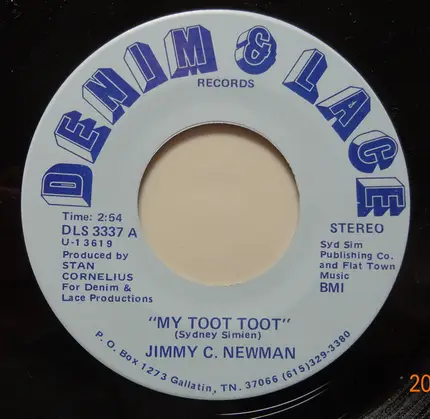 DENIM & LACE
RECORDS
Time: 2:54
DLS 3337 A
U-13619
Produced by
STAN
CORNELIUS
For Denim &
Lace Productions
STEREO
Syd Sim
Publishing Co.
and Flat Town
Music
BMI
"MY TOOT TOOT"
(Sydney Simien)
JIMMY C. NEWMAN
P.O. Box 1273 Gallatin, TN. 37066 (615)329-3380
20